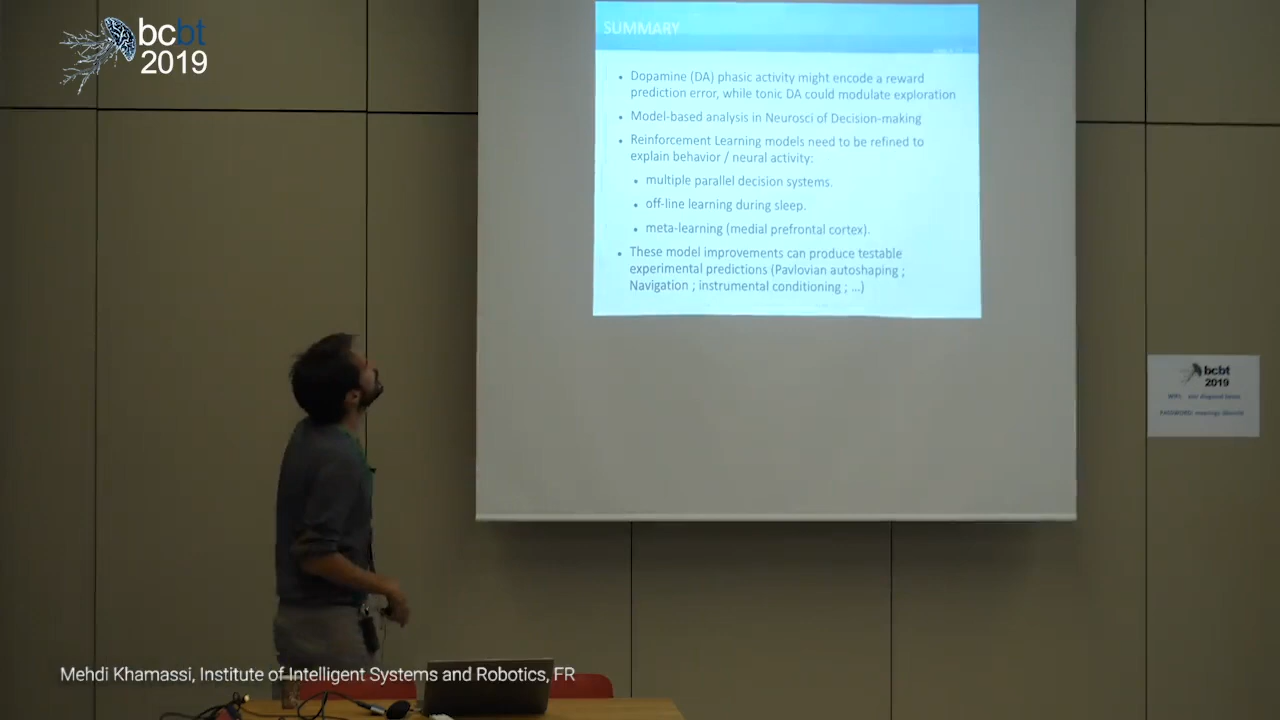 bcbt
2019
SUMMARY
• Dopamine (DA) phasic activity might encode a reward
prediction error, while tonic DA could modulate exploration
• Model-based analysis in Neurosci of Decision-making
• Reinforcement Learning models need to be refined to
explain behavior / neural activity:
• multiple parallel decision systems.
• off-line learning during sleep.
• meta-learning (medial prefrontal cortex).
• These model improvements can produce testable
experimental predictions (Pavlovian autoshaping ;
Navigation ; instrumental conditioning ; ...)
bcbt
2019
Mehdi Khamassi, Institute of Intelligent Systems and Robotics, FR